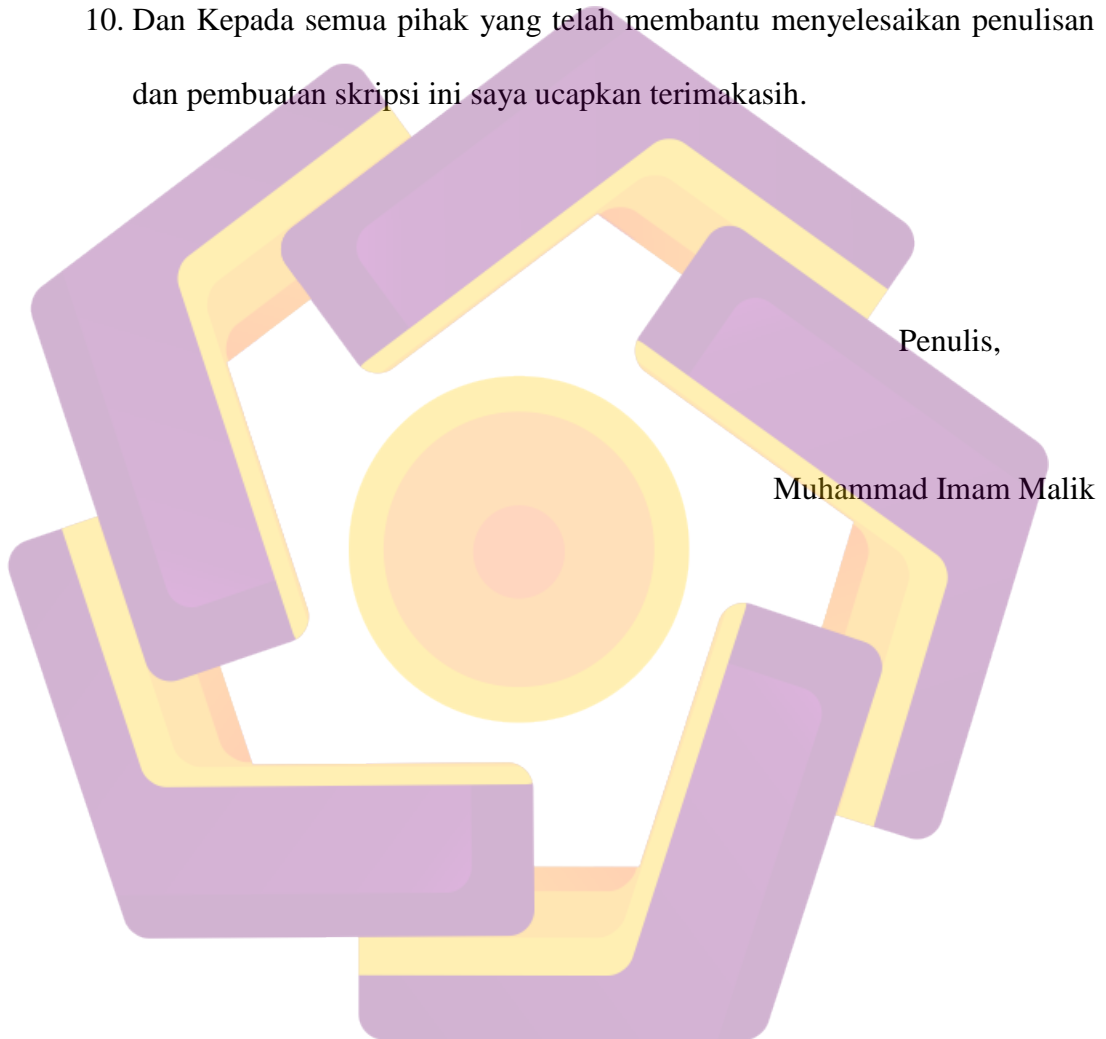 10. Dan Kepada semua pihak yang telah membantu menyelesaikan penulisan
dan pembuatan skripsi ini saya ucapkan terimakasih.
Penulis,
Muhammad Imam Malik